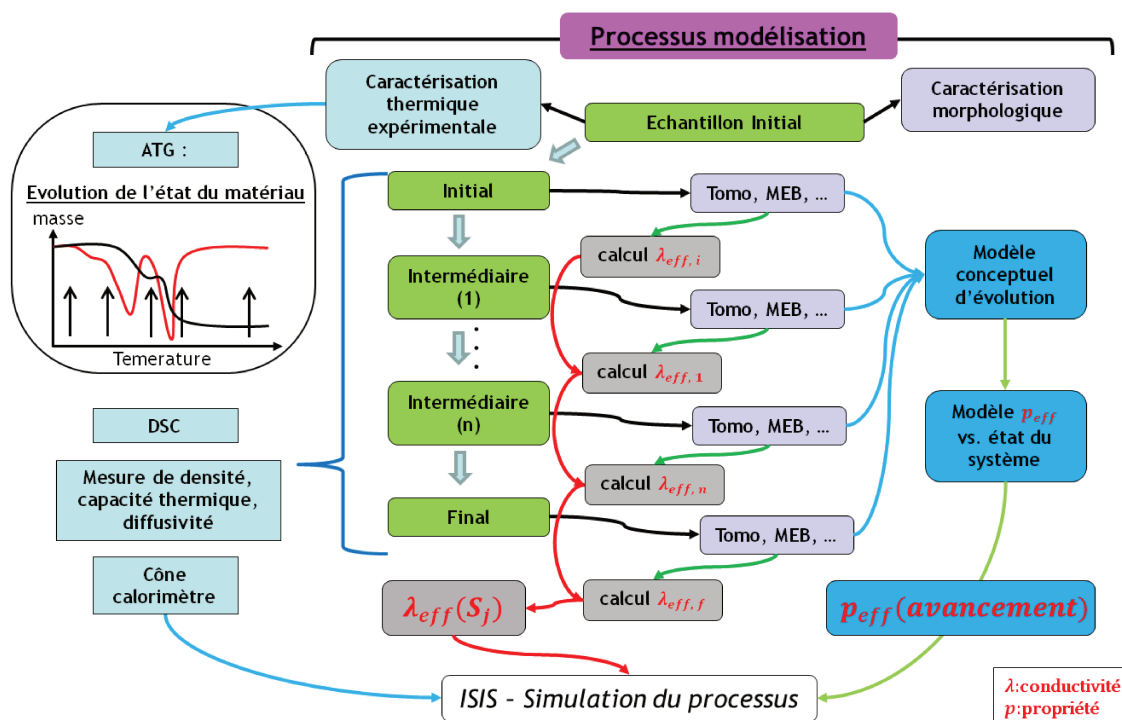 Processus modélisation
Caractérisation
thermique
expérimentale
Echantillon Initial
Caractérisation
morphologique
ATG :
Evolution de l'état du matériau
masse
Temerature
DSC
Mesure de densité,
capacité thermique,
diffusivité
Cône
calorimètre
Initial
Tomo, MEB, ...
calcul λeff,i
Intermédiaire
(1)
Tomo, MEB, ...
calcul λeff,1
Intermédiaire
(n)
Tomo, MEB, ...
calcul λeff,n
Final
Tomo, MEB, ...
calcul λeff,f
λeff(Sj)
Modèle
conceptuel
d'évolution
Modèle peff
vs. état du
système
peff(avancement)
ISIS – Simulation du processus
λ:conductivité
p:propriété